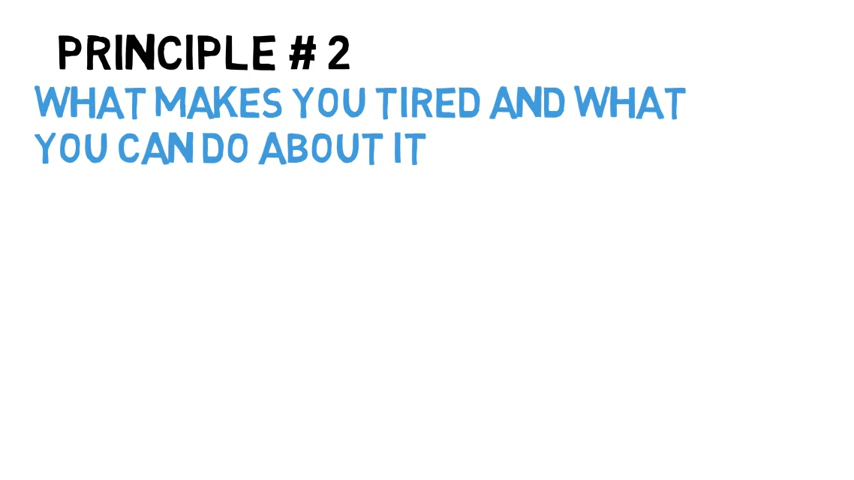 PRINCIPLE # 2
WHAT MAKES YOU TIRED AND WHAT
YOU CAN DO ABOUT IT